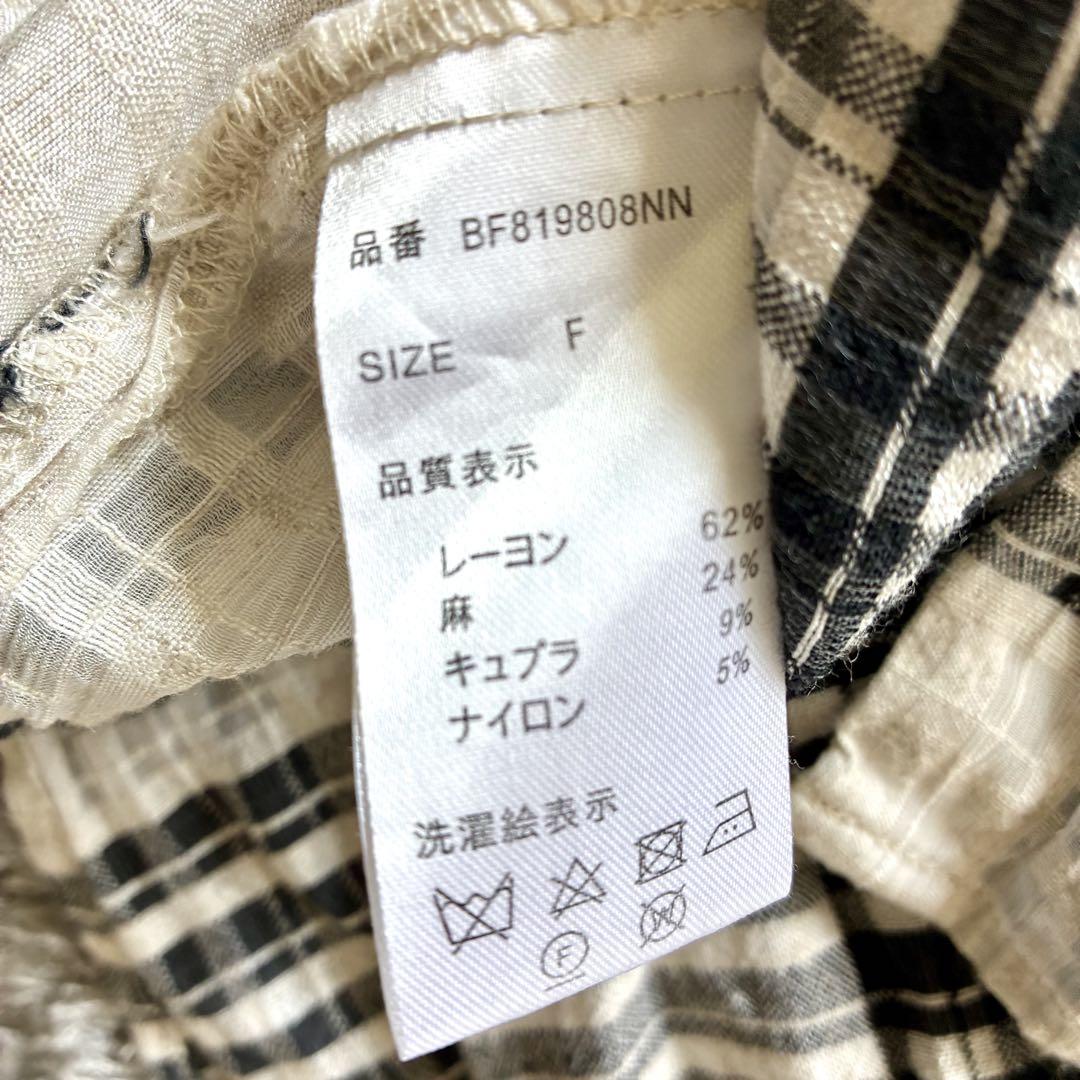 品番 BF819808NN
SIZE F
品質表示
レーヨン 62%
麻 24%
キュプラ 9%
ナイロン 5%
洗濯絵表示
F
W